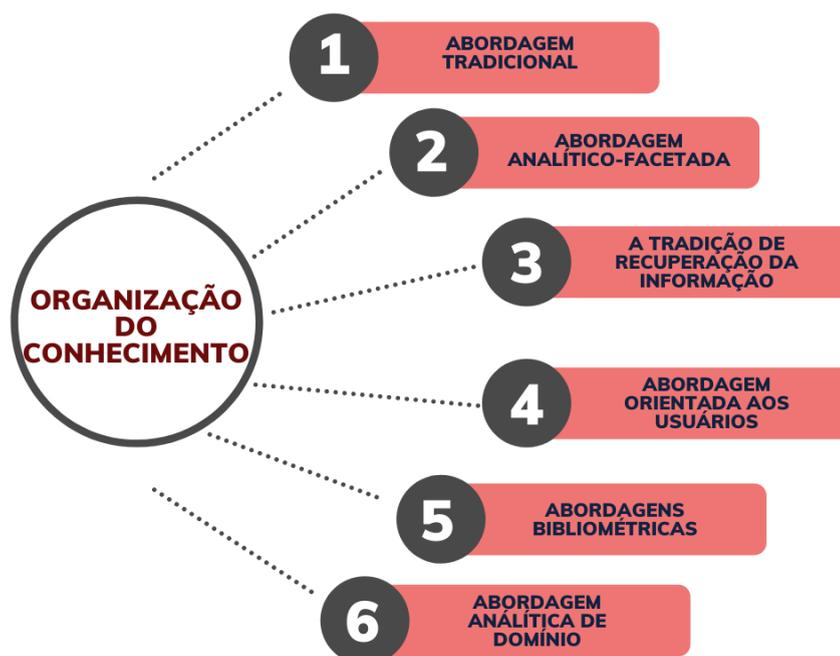 1
ABORDAGEM
TRADICIONAL
2
ABORDAGEM
ANALÍTICO-FACETADA
3
A TRADIÇÃO DE
RECUPERAÇÃO DA
INFORMAÇÃO
ORGANIZAÇÃO
DO
CONHECIMENTO
4
ABORDAGEM
ORIENTADA AOS
USUÁRIOS
5
ABORDAGENS
BIBLIOMÉTRICAS
6
ABORDAGEM
ANÁLÍTICA DE
DOMÍNIO